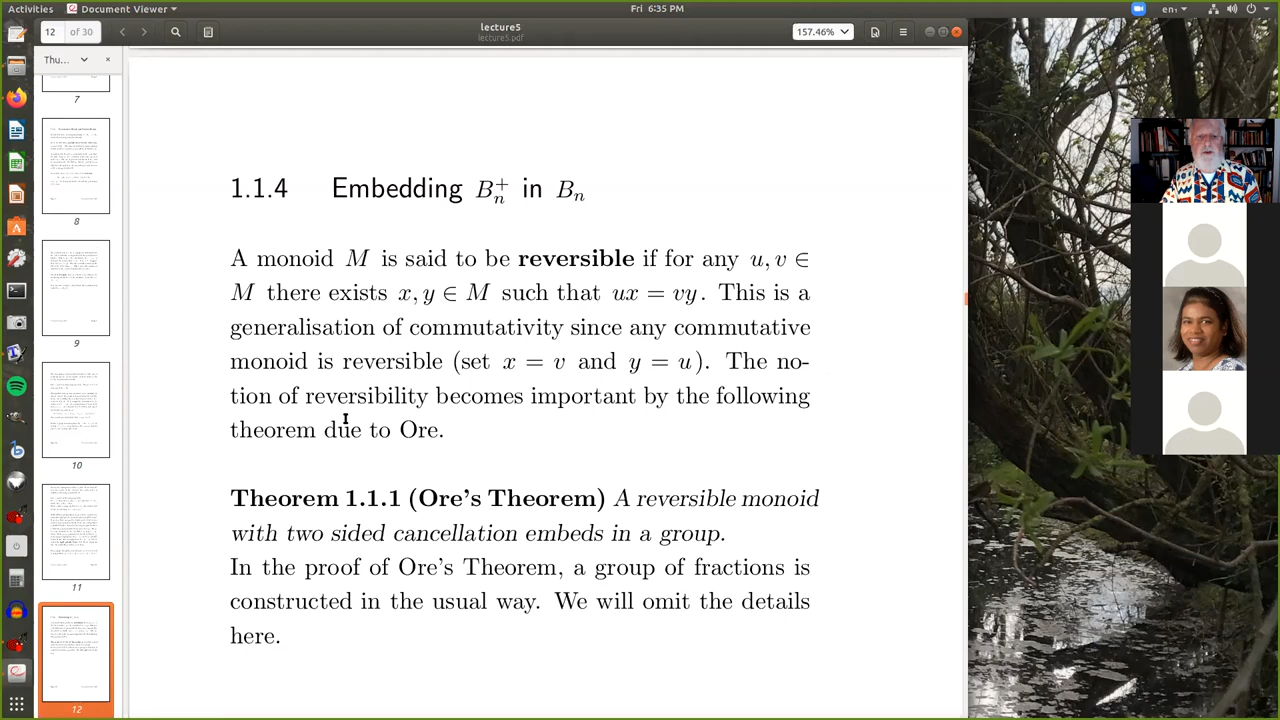 Activities
Document Viewer
Fri 6:35 PM
en1
12
of 30
lecture5
lecture5.pdf
157.46%
Thu...
7
8
9
10
11
12
1.1.4 Embedding Bₙ⁺ in Bₙ
A monoid M is said to be reversible if for any u, v ∈
M there exists x, y ∈ M such that ux = vy. This is a
generalisation of commutativity since any commutative
monoid is reversible (set x = v and y = u). The no-
tion of reversibility becomes important by the following
theorem due to Ore.
Theorem 1.1.1 (Ore's Theorem) A reversible monoid
with two sided cancellation embeds in a group.
In the proof of Ore's Theorem, a group of fractions is
constructed in the usual way. We will omit the details
here.